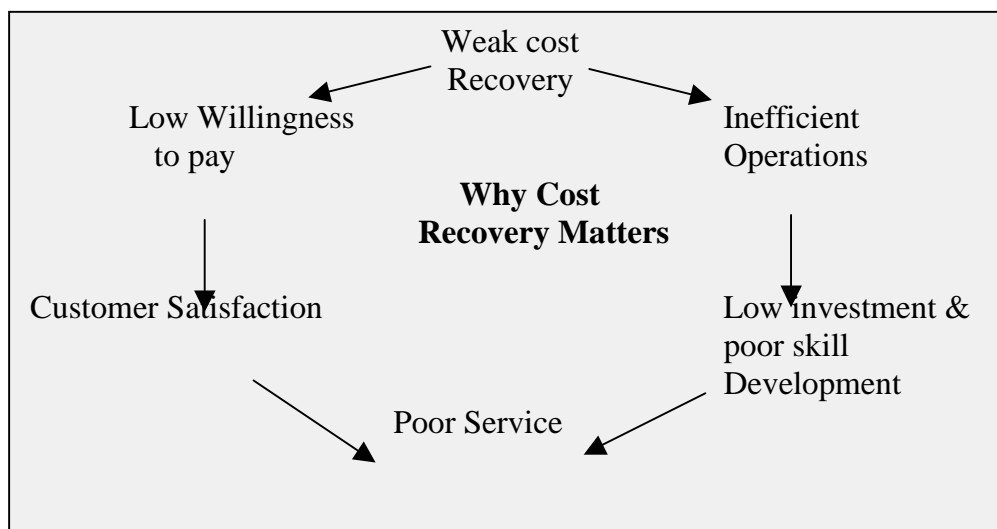 Weak cost
Recovery
Low Willingness
to pay
Inefficient
Operations
Why Cost
Recovery Matters
Customer Satisfaction
Low investment &
poor skill
Development
Poor Service